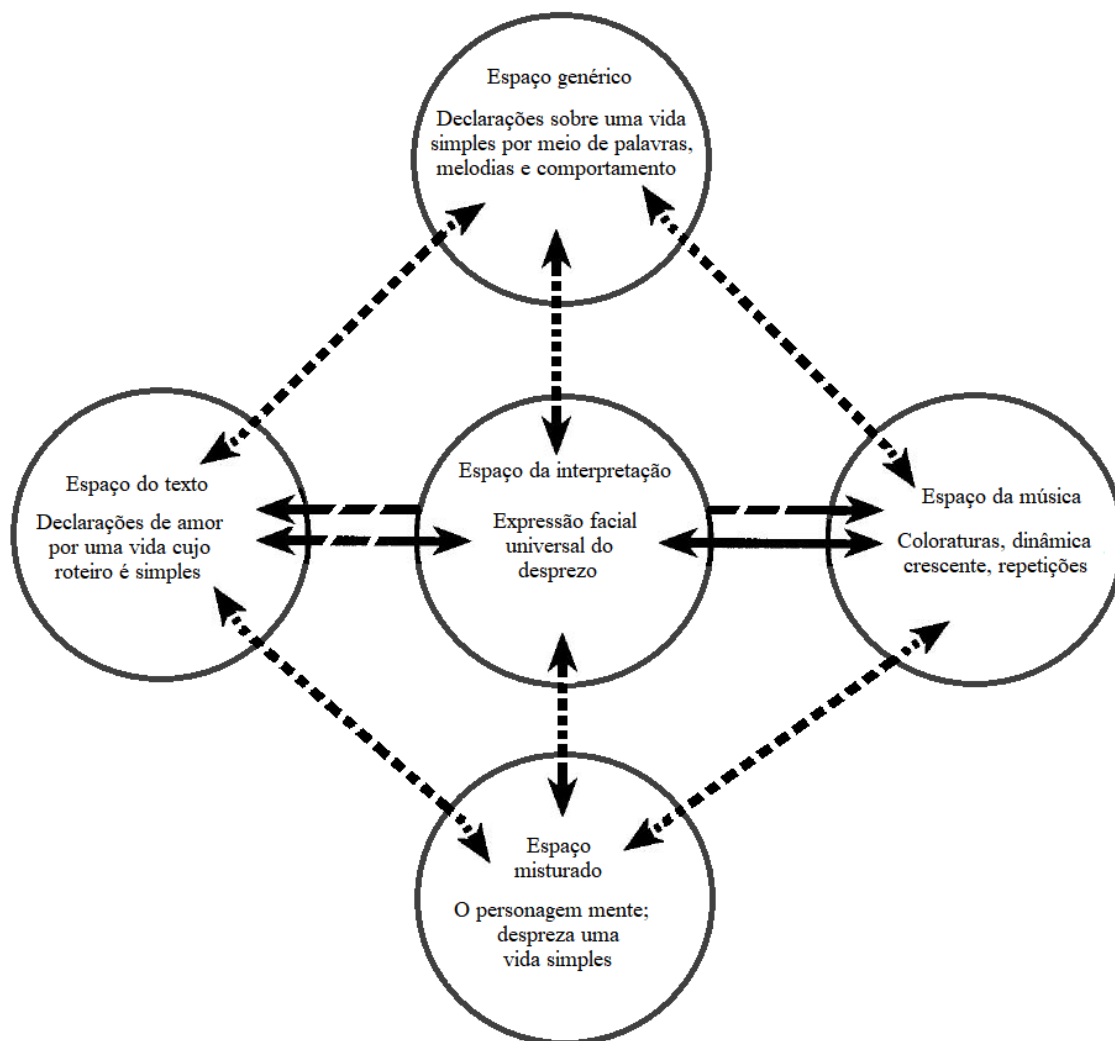 Espaço genérico
Declarações sobre uma vida
simples por meio de palavras,
melodias e comportamento
Espaço do texto
Declarações de amor
por uma vida cujo
roteiro é simples
Espaço da interpretação
Expressão facial
universal do
desprezo
Espaço da música
Coloraturas, dinâmica
crescente, repetições
Espaço
misturado
O personagem mente;
despreza uma
vida simples